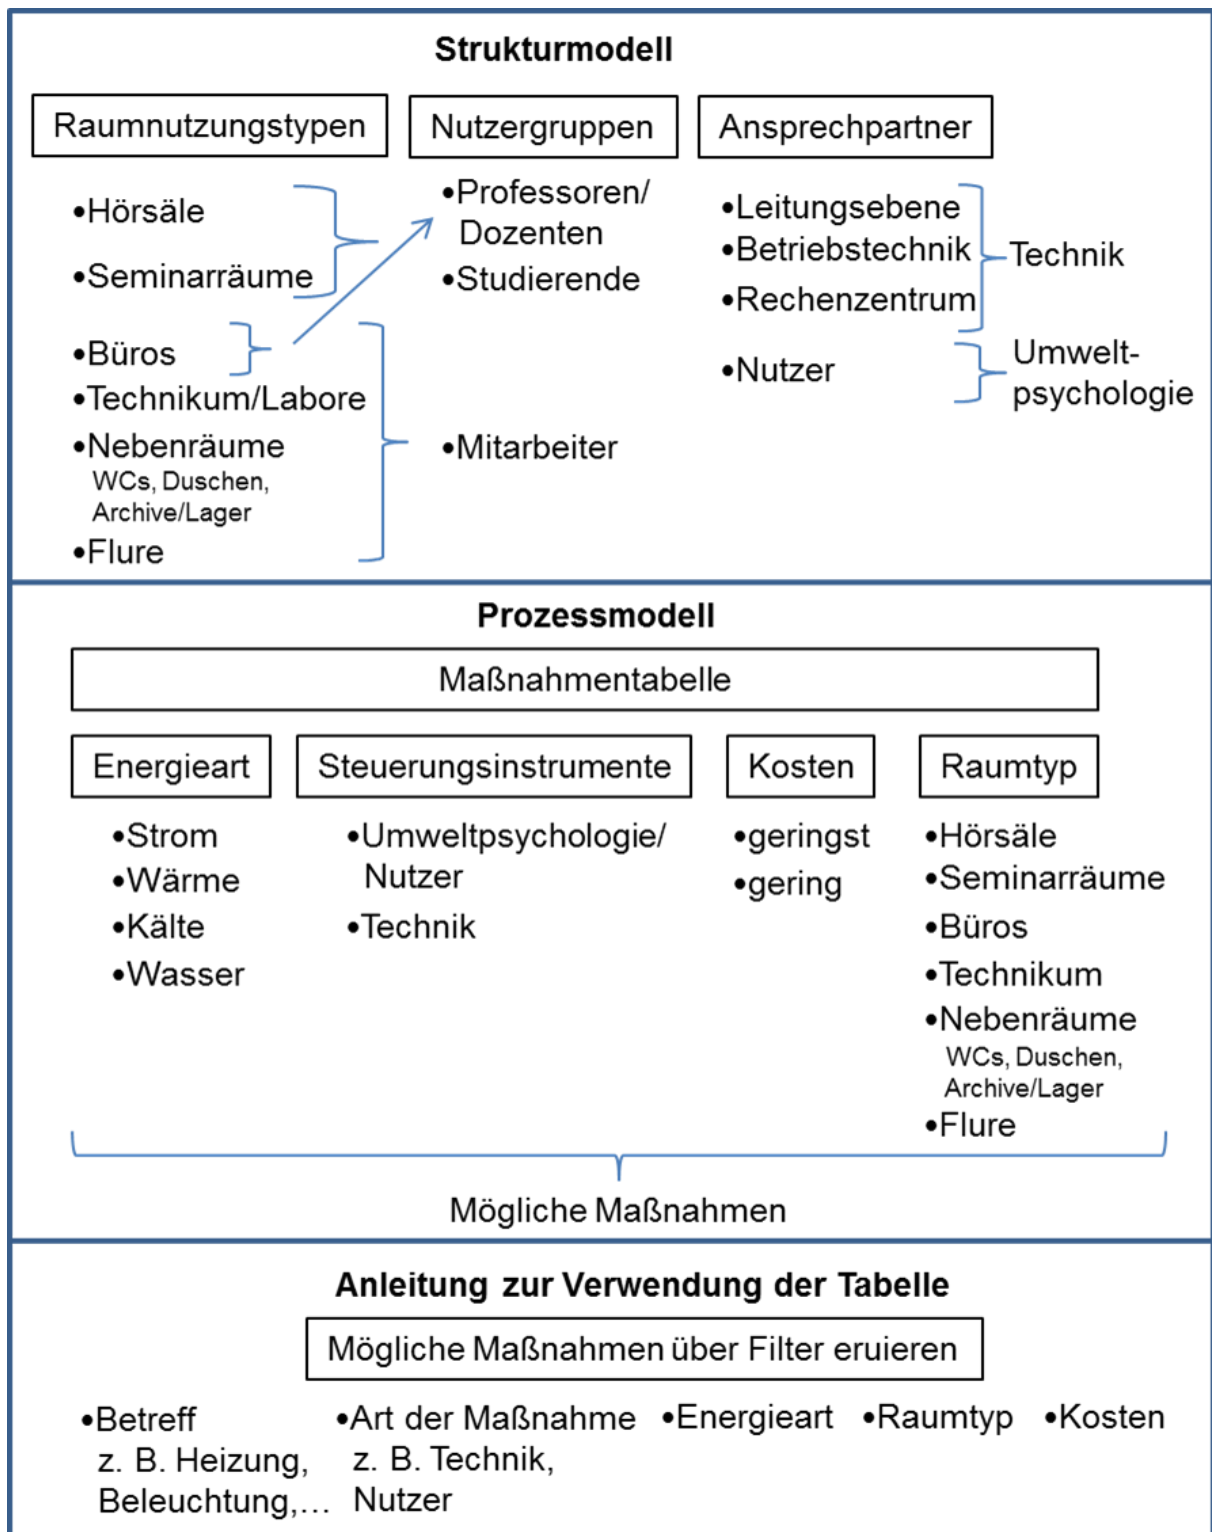 Strukturmodell
Raumnutzungstypen
•Hörsäle
•Seminarräume
•Büros
•Technikum/Labore
•Nebenräume
WCs, Duschen,
Archive/Lager
•Flure
Nutzergruppen
•Professoren/
Dozenten
•Studierende
•Mitarbeiter
Ansprechpartner
•Leitungsebene
•Betriebstechnik
•Rechenzentrum
Technik
•Nutzer
Umwelt-
psychologie
Prozessmodell
Maßnahmentabelle
Energieart
•Strom
•Wärme
•Kälte
•Wasser
Steuerungsinstrumente
•Umweltpsychologie/
Nutzer
•Technik
Kosten
•geringst
•gering
Raumtyp
•Hörsäle
•Seminarräume
•Büros
•Technikum
•Nebenräume
WCs, Duschen,
Archive/Lager
•Flure
Mögliche Maßnahmen
Anleitung zur Verwendung der Tabelle
Mögliche Maßnahmen über Filter eruieren
•Betreff
z. B. Heizung,
Beleuchtung,...
•Art der Maßnahme
z. B. Technik,
Nutzer
•Energieart
•Raumtyp
•Kosten